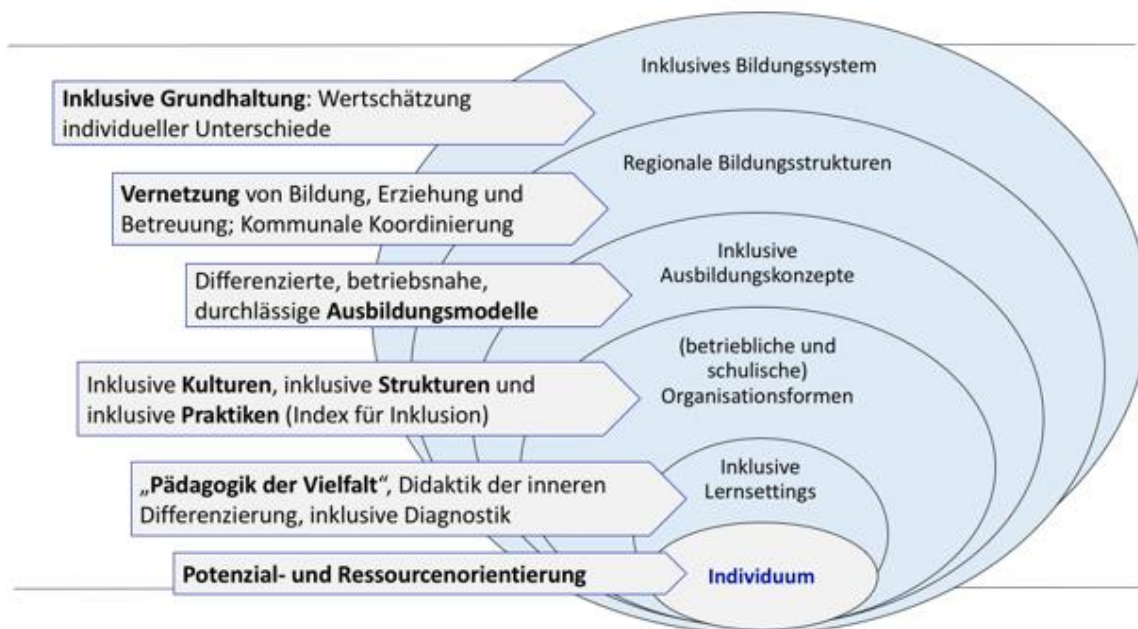 Inklusives Bildungssystem
Inklusive Grundhaltung: Wertschätzung
individueller Unterschiede
Regionale Bildungsstrukturen
Vernetzung von Bildung, Erziehung und
Betreuung; Kommunale Koordinierung
Inklusive
Ausbildungskonzepte
Differenzierte, betriebsnahe,
durchlässige Ausbildungsmodelle
(betriebliche und
schulische)
Organisationsformen
Inklusive Kulturen, inklusive Strukturen und
inklusive Praktiken (Index für Inklusion)
Inklusive
Lernsettings
„Pädagogik der Vielfalt“, Didaktik der inneren
Differenzierung, inklusive Diagnostik
Potenzial- und Ressourcenorientierung
Individuum